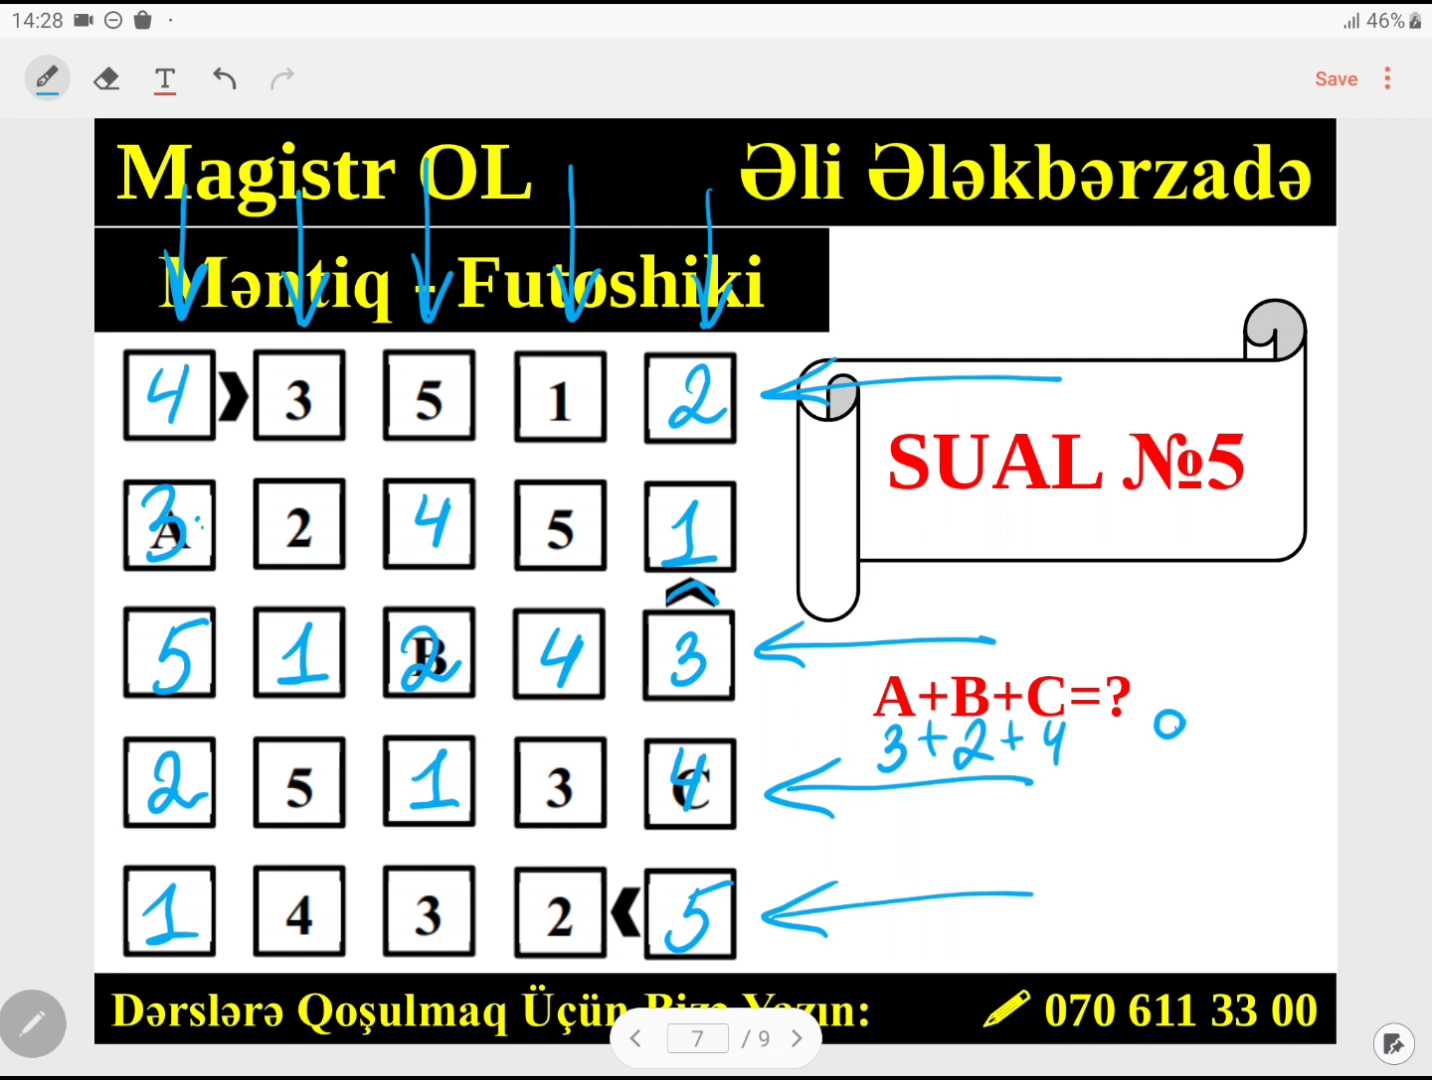 14:28
46%
T
Save
Magistr OL Əli Ələkbərzadə
Məntiq - Futoshiki
4 3 5 1 2
SUAL №5
A 3 2 4 5 1
5 1 B 2 4 3
A+B+C=?
3+2+4
2 5 1 3 C 4
1 4 3 2 5
Dərslərə Qoşulmaq Üçün Bizə Yazın: 070 611 33 00
7 / 9